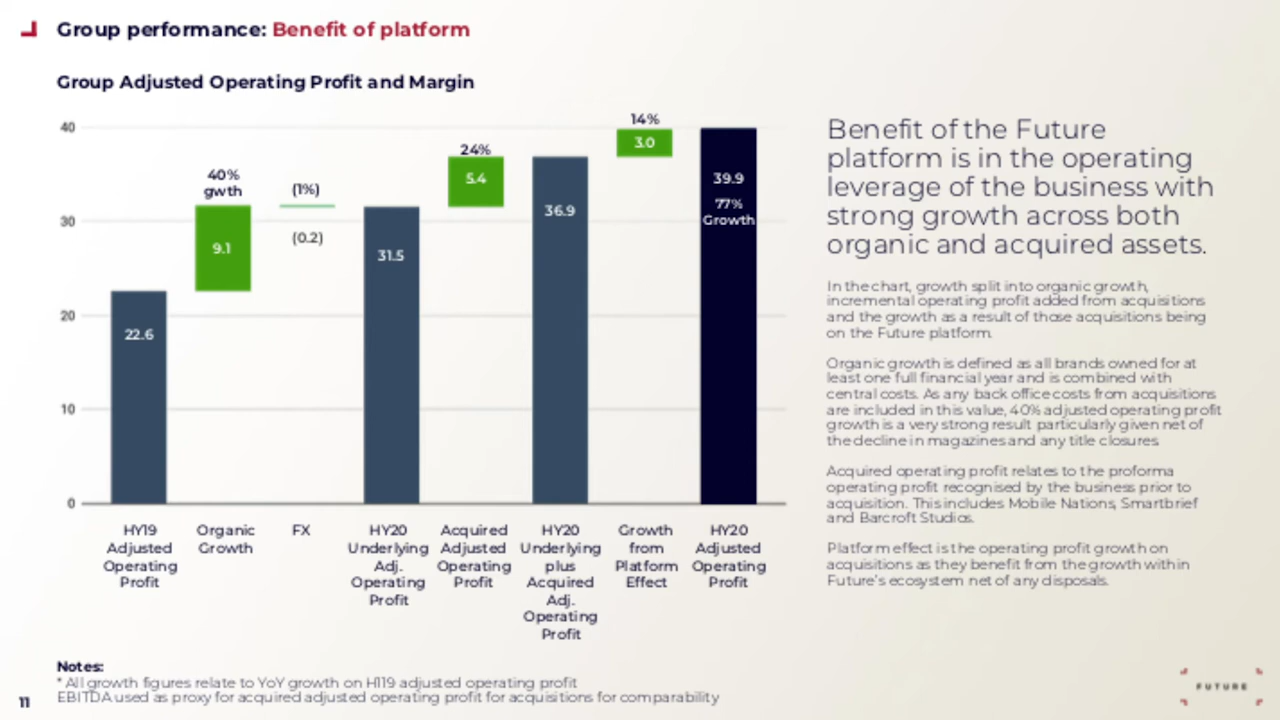 Group performance: Benefit of platform
Group Adjusted Operating Profit and Margin
40
30
20
10
0
22.6
40%
gwth
9.1
(1%)
(0.2)
31.5
24%
5.4
36.9
14%
3.0
39.9
77%
Growth
HY19
Adjusted
Operating
Profit
Organic
Growth
FX
HY20
Underlying
Adj.
Operating
Profit
Acquired
Adjusted
Operating
Profit
HY20
Underlying
plus
Acquired
Adj.
Operating
Profit
Growth
from
Platform
Effect
HY20
Adjusted
Operating
Profit
Benefit of the Future
platform is in the operating
leverage of the business with
strong growth across both
organic and acquired assets.
In the chart, growth split into organic growth,
incremental operating profit added from acquisitions
and the growth as a result of those acquisitions being
on the Future platform.
Organic growth is defined as all brands owned for at
least one full financial year and is combined with
central costs. As any back office costs from acquisitions
are included in this value, 40% adjusted operating profit
growth is a very strong result particularly given net of
the decline in magazines and any title closures.
Acquired operating profit relates to the proforma
operating profit recognised by the business prior to
acquisition. This includes Mobile Nations, Smartbrief
and Barcroft Studios.
Platform effect is the operating profit growth on
acquisitions as they benefit from the growth within
Future's ecosystem net of any disposals.
Notes:
* All growth figures relate to YoY growth on H119 adjusted operating profit
EBITDA used as proxy for acquired adjusted operating profit for acquisitions for comparability
11
FUTURE